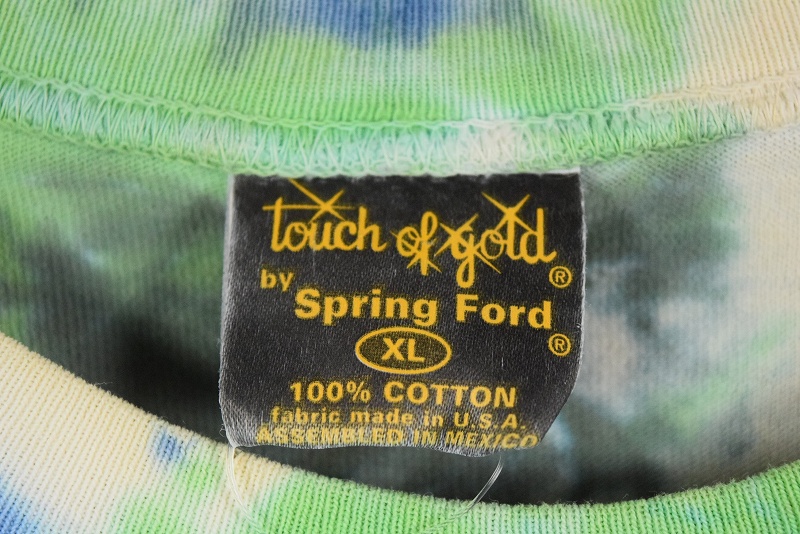 touch of gold ®
by
Spring Ford ®
XL
100% COTTON
fabric made in U.S.A.
ASSEMBLED IN MEXICO